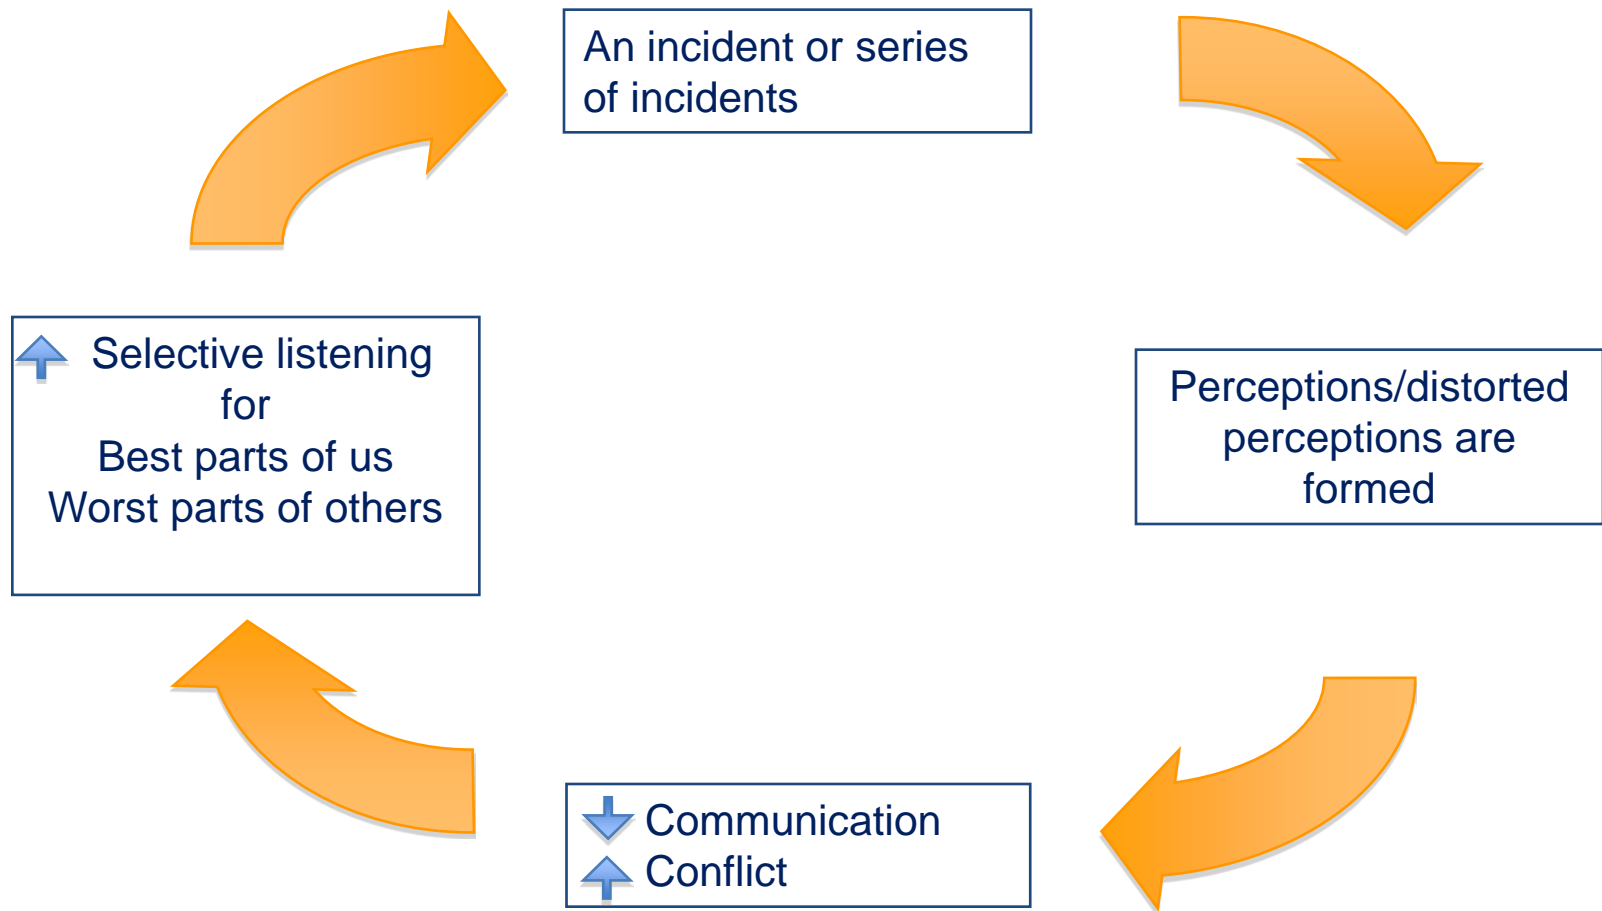 An incident or series
of incidents
Perceptions/distorted
perceptions are
formed
Communication
Conflict
Selective listening
for
Best parts of us
Worst parts of others